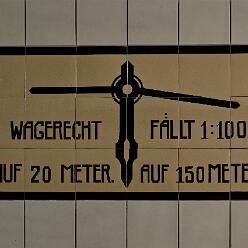 WAGERECHT FÄLLT 1:100
AUF 20 METER. AUF 150 METE